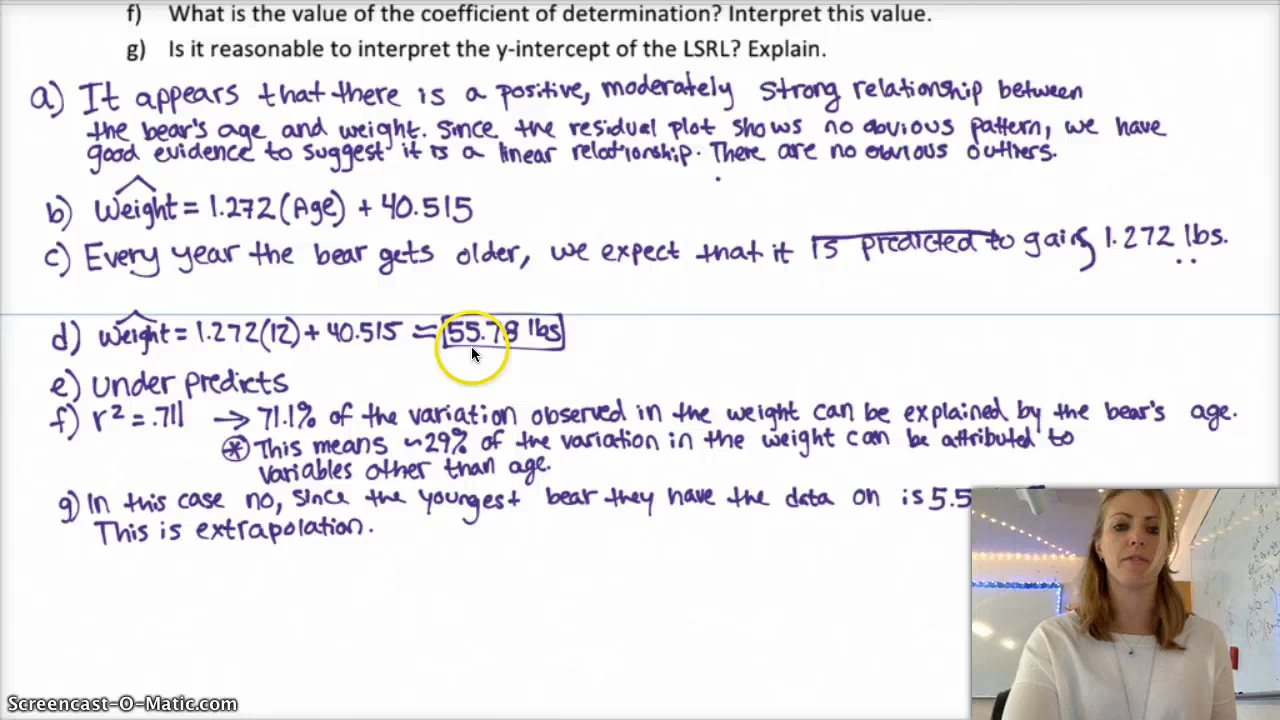 f) What is the value of the coefficient of determination? Interpret this value.
g) Is it reasonable to interpret the y-intercept of the LSRL? Explain.
a) It appears that there is a positive, moderately strong relationship between
the bear's age and weight. Since the residual plot shows no obvious pattern, we have
good evidence to suggest it is a linear relationship. There are no obvious outliers.
b) Weight = 1.272 (Age) + 40.515
c) Every year the bear gets older, we expect that it is predicted to gain 1.272 lbs.
d) Weight = 1.272(12) + 40.515 ≈ 55.78 lbs
e) Under predicts
f) r² = .711 → 71.1% of the variation observed in the weight can be explained by the bear's age.
* This means ~29% of the variation in the weight can be attributed to
variables other than age.
g) In this case no, since the youngest bear they have the data on is 5.5
This is extrapolation.
Screencast-O-Matic.com